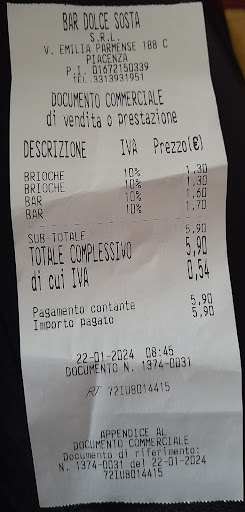 BAR DOLCE SOSTA
S.R.L.
V. EMILIA PARMENSE 188 C
PIACENZA
P.I. 01672150339
TEL. 3313931951
DOCUMENTO COMMERCIALE
di vendita o prestazione
DESCRIZIONE IVA Prezzo(€)
BRIOCHE 10% 1,30
BRIOCHE 10% 1,30
BAR 10% 1,60
BAR 10% 1,70
SUB-TOTALE 5,90
TOTALE COMPLESSIVO 5,90
di cui IVA 0,54
Pagamento contante 5,90
Importo pagato 5,90
22-01-2024 08:45
DOCUMENTO N. 1374-0031
RT 72IU8014415
APPENDICE AL
DOCUMENTO COMMERCIALE
Documento di riferimento:
N. 1374-0031 del 22-01-2024
72IU8014415